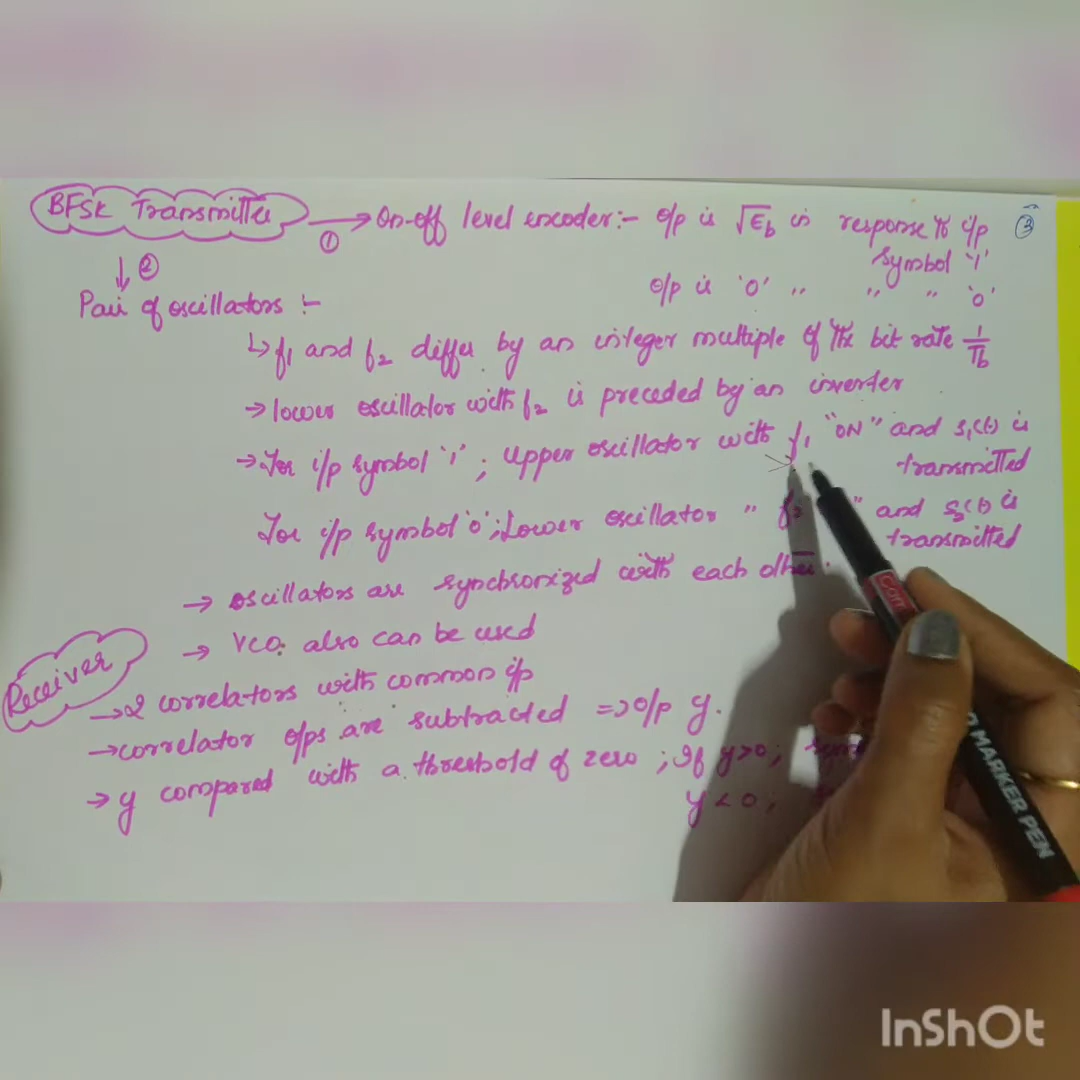 BFSK Transmitter ① → On-off level encoder:- o/p is √Eb in response to i/p ③
symbol '1'
o/p is '0' ,, ,, ,, '0'
↓ ②
Pair of oscillators :-
↳ f1 and f2 differ by an integer multiple of the bit rate 1/Tb
→ lower oscillator with f2 is preceded by an inverter
→ For i/p symbol '1' ; Upper oscillator with f1 "ON" and s1(t) is
transmitted
For i/p symbol '0' ; Lower oscillator " f2 " and s2(t) is
transmitted
→ oscillators are synchronized with each other.
→ VCO also can be used
Receiver
→ 2 correlators with common i/p
→ correlator o/ps are subtracted => o/p y.
→ y compared with a threshold of zero ; If y>0;
y < 0;
MARKER PEN
InShOt